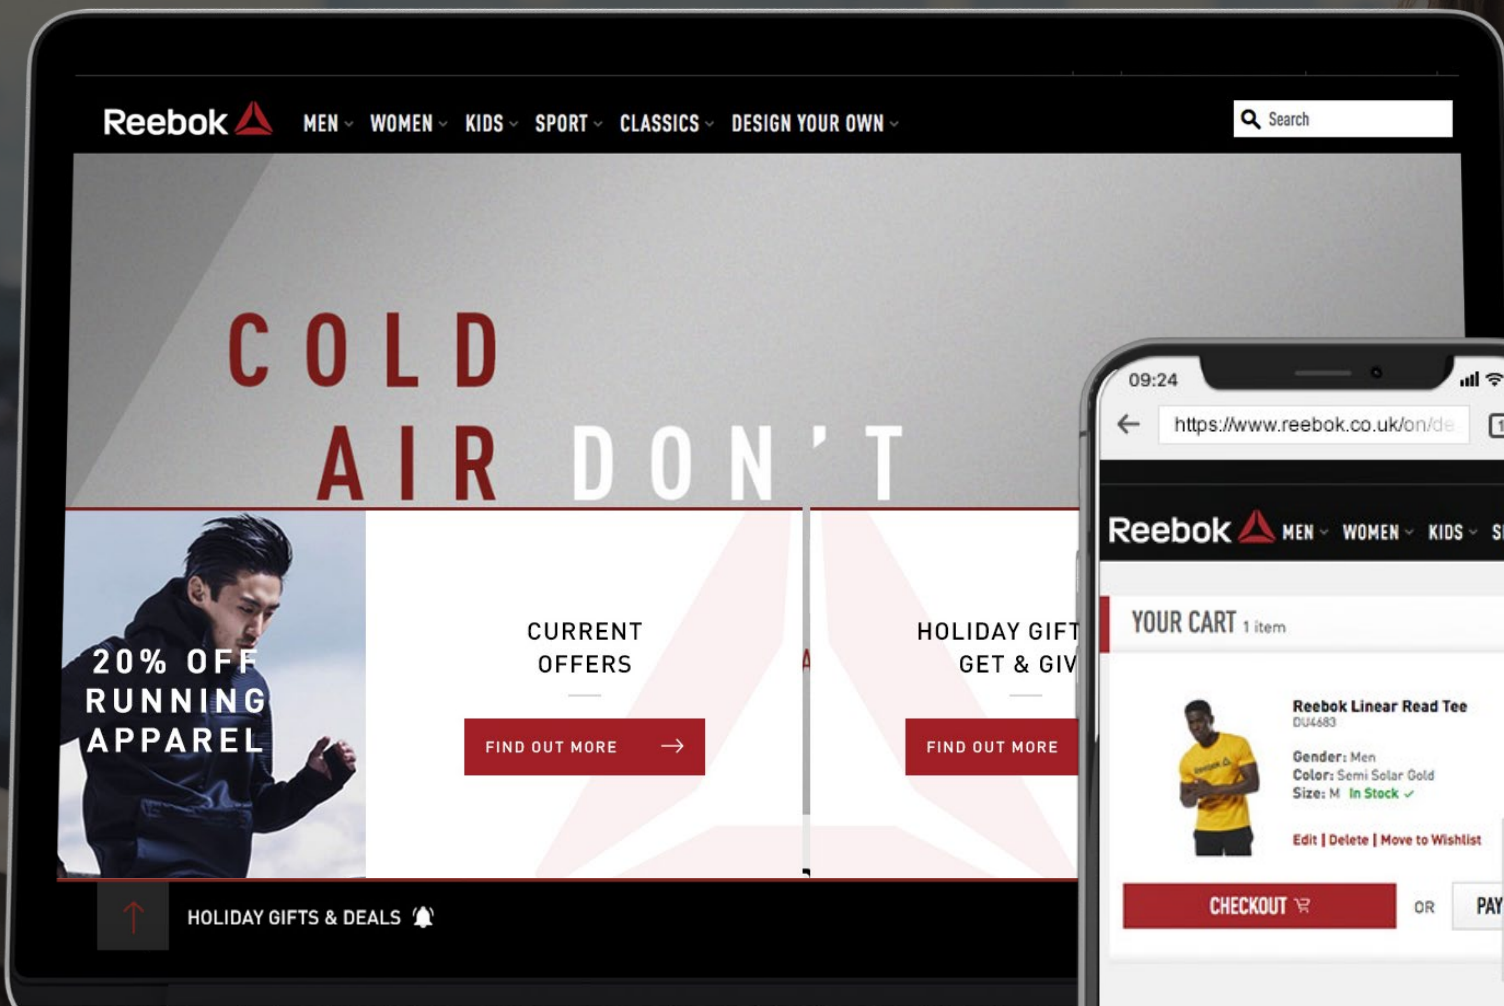 Reebok MEN WOMEN KIDS SPORT CLASSICS DESIGN YOUR OWN Search
COLD
AIR DON'T
20% OFF
RUNNING
APPAREL
CURRENT
OFFERS
FIND OUT MORE →
HOLIDAY GIFT
GET & GIV
FIND OUT MORE
HOLIDAY GIFTS & DEALS
09:24
https://www.reebok.co.uk/on/de
Reebok MEN WOMEN KIDS
YOUR CART 1 item
Reebok Linear Read Tee
DU4683
Gender: Men
Color: Semi Solar Gold
Size: M In Stock ✓
Edit | Delete | Move to Wishlist
CHECKOUT OR PAY